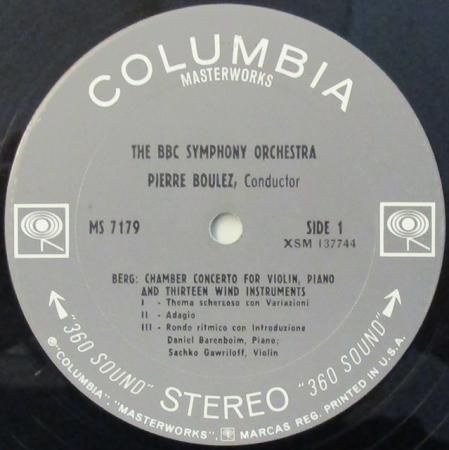 COLUMBIA
MASTERWORKS
THE BBC SYMPHONY ORCHESTRA
PIERRE BOULEZ, Conductor
MS 7179
SIDE 1
XSM 137744
BERG: CHAMBER CONCERTO FOR VIOLIN, PIANO
AND THIRTEEN WIND INSTRUMENTS
I - Thema scherzoso con Variazioni
II - Adagio
III - Rondo ritmico con Introduzione
Daniel Barenboim, Piano;
Sachko Gawriloff, Violin
"360 SOUND" STEREO "360 SOUND"
℗"COLUMBIA", "MASTERWORKS", MARCAS REG. PRINTED IN U.S.A.